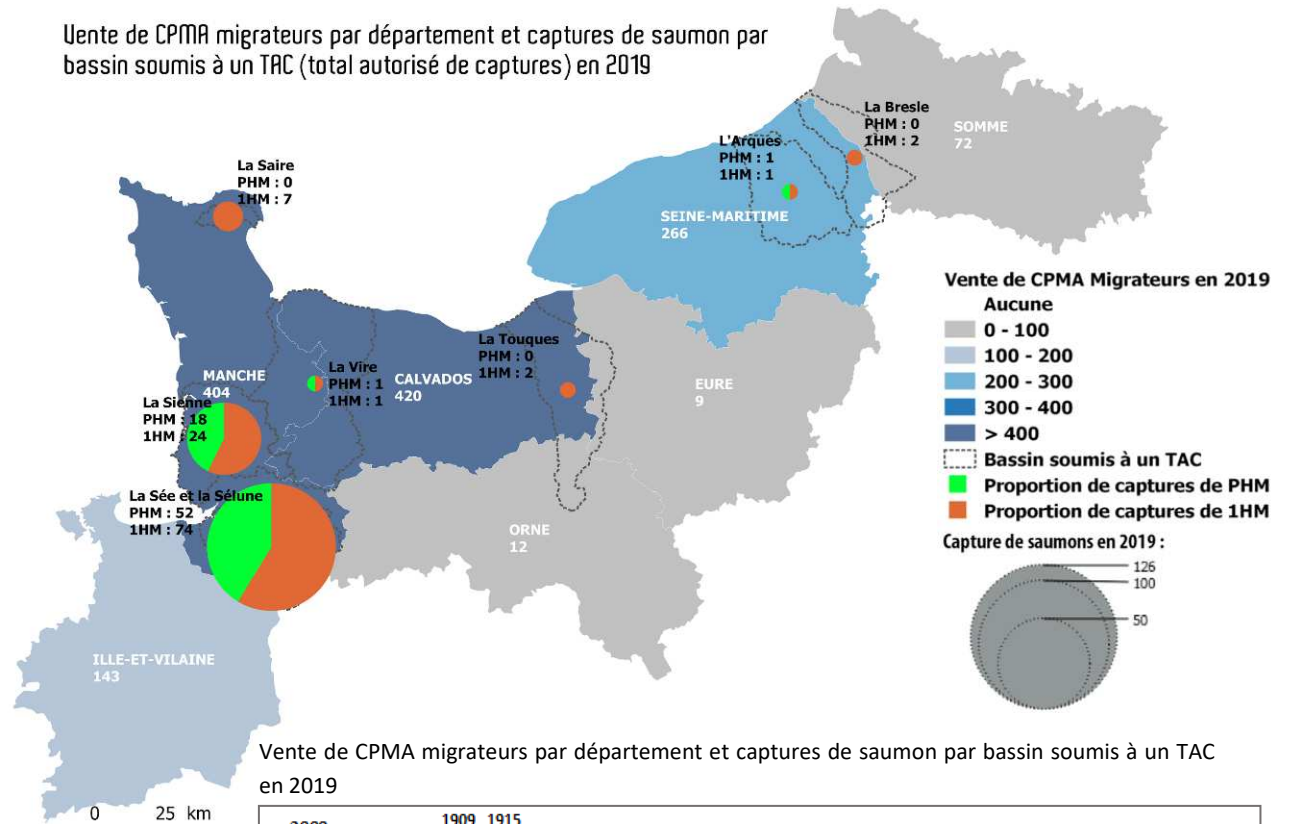 Vente de CPMA migrateurs par département et captures de saumon par
bassin soumis à un TAC (total autorisé de captures) en 2019
La Bresle
PHM : 0
1HM : 2
SOMME
72
L'Arques
PHM : 1
1HM : 1
La Saire
PHM : 0
1HM : 7
SEINE-MARITIME
266
Vente de CPMA Migrateurs en 2019
Aucune
0 - 100
100 - 200
200 - 300
300 - 400
> 400
Bassin soumis à un TAC
Proportion de captures de PHM
Proportion de captures de 1HM
Capture de saumons en 2019 :
126
100
50
La Touques
PHM : 0
1HM : 2
La Vire
PHM : 1
1HM : 1
MANCHE
404
CALVADOS
420
EURE
9
La Sienne
PHM : 18
1HM : 24
La Sée et la Sélune
PHM : 52
1HM : 74
ORNE
12
ILLE-ET-VILAINE
143
Vente de CPMA migrateurs par département et captures de saumon par bassin soumis à un TAC
en 2019
0 25 km
1909 1915